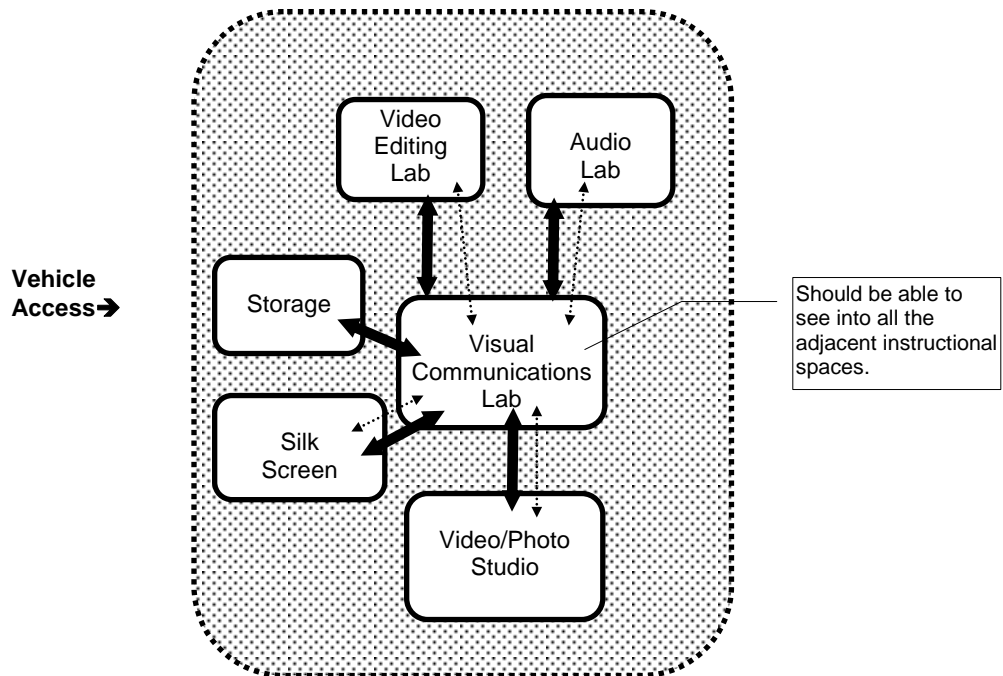 Video
Editing
Lab
Audio
Lab
Vehicle
Access➔
Storage
Visual
Communications
Lab
Should be able to
see into all the
adjacent instructional
spaces.
Silk
Screen
Video/Photo
Studio